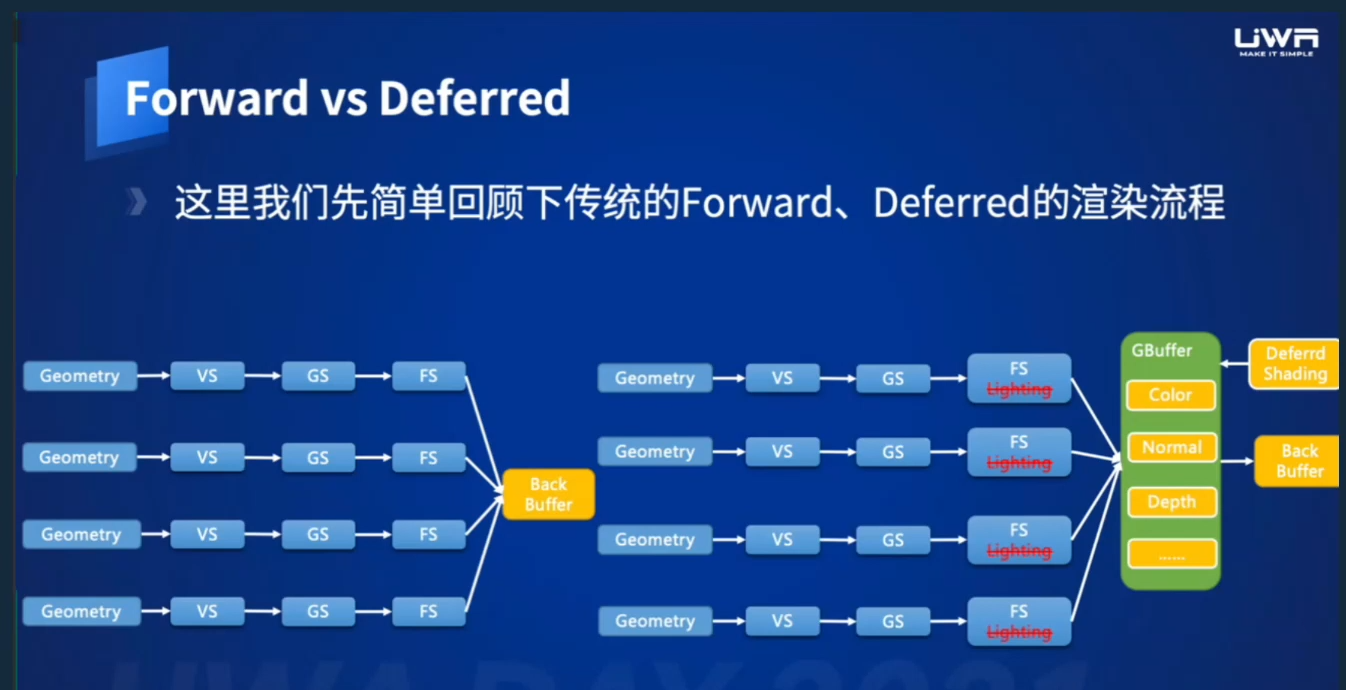 UWA
MAKE IT SIMPLE
Forward vs Deferred
这里我们先简单回顾下传统的Forward、Deferred的渲染流程
Geometry
VS
GS
FS
Geometry
VS
GS
FS
Geometry
VS
GS
FS
Geometry
VS
GS
FS
Back
Buffer
Geometry
VS
GS
FS
Lighting
Geometry
VS
GS
FS
Lighting
Geometry
VS
GS
FS
Lighting
Geometry
VS
GS
FS
Lighting
GBuffer
Color
Normal
Depth
......
Deferrd
Shading
Back
Buffer
UWA DAY 2021